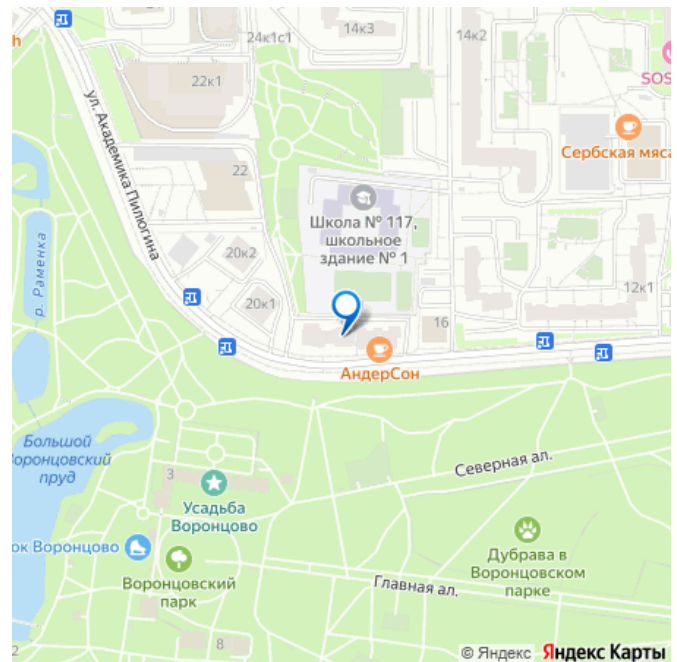 24к1с1
14к3
14к2
22к1
SOS
Сербская мяса
ул. Академика Пилюгина
22
Школа № 117,
школьное
здание № 1
р. Раменка
20к2
12к1
20к1
16
АндерСон
Большой
Воронцовский
пруд
3
Северная ал.
Усадьба
Воронцово
ок Воронцово
Дубрава в
Воронцовском
парке
Воронцовский
парк
Главная ал.
8
2
© Яндекс Яндекс Карты